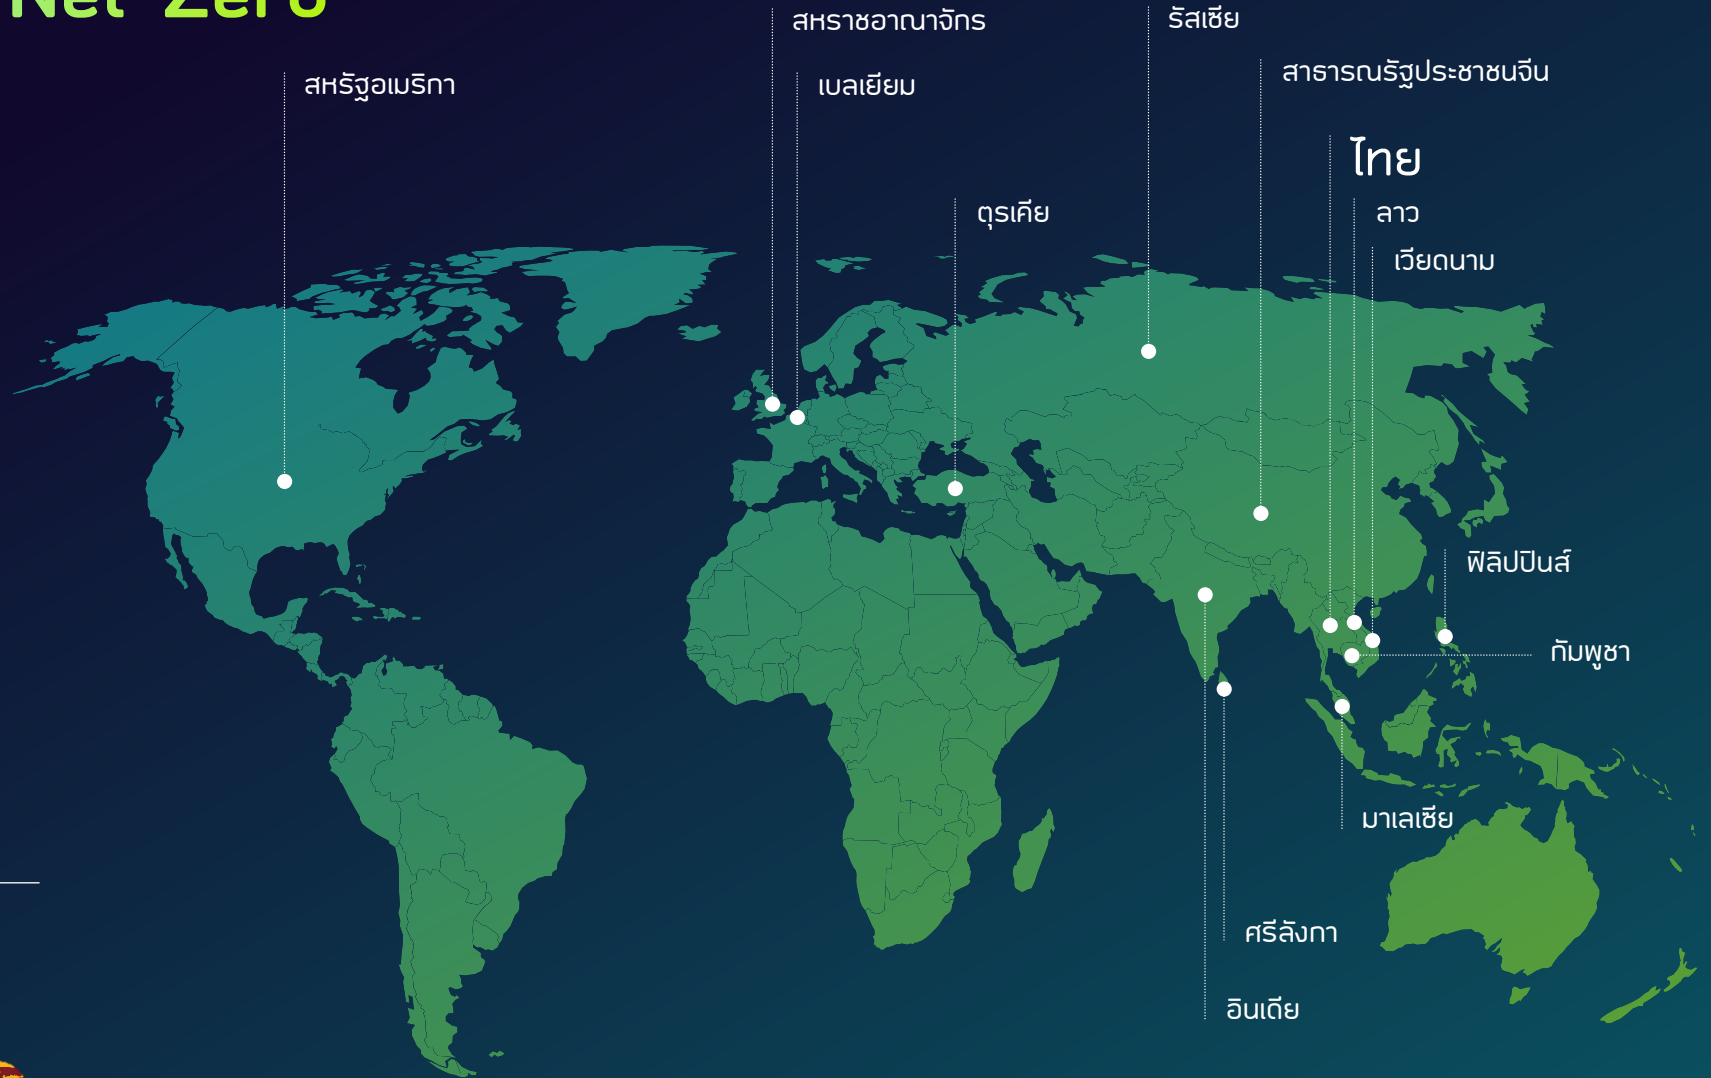 Net Zero
สหราชอาณาจักร
รัสเซีย
สาธารณรัฐประชาชนจีน
สหรัฐอเมริกา
เบลเยียม
ไทย
ตุรเคีย
ลาว
เวียดนาม
ฟิลิปปินส์
กัมพูชา
มาเลเซีย
ศรีลังกา
อินเดีย